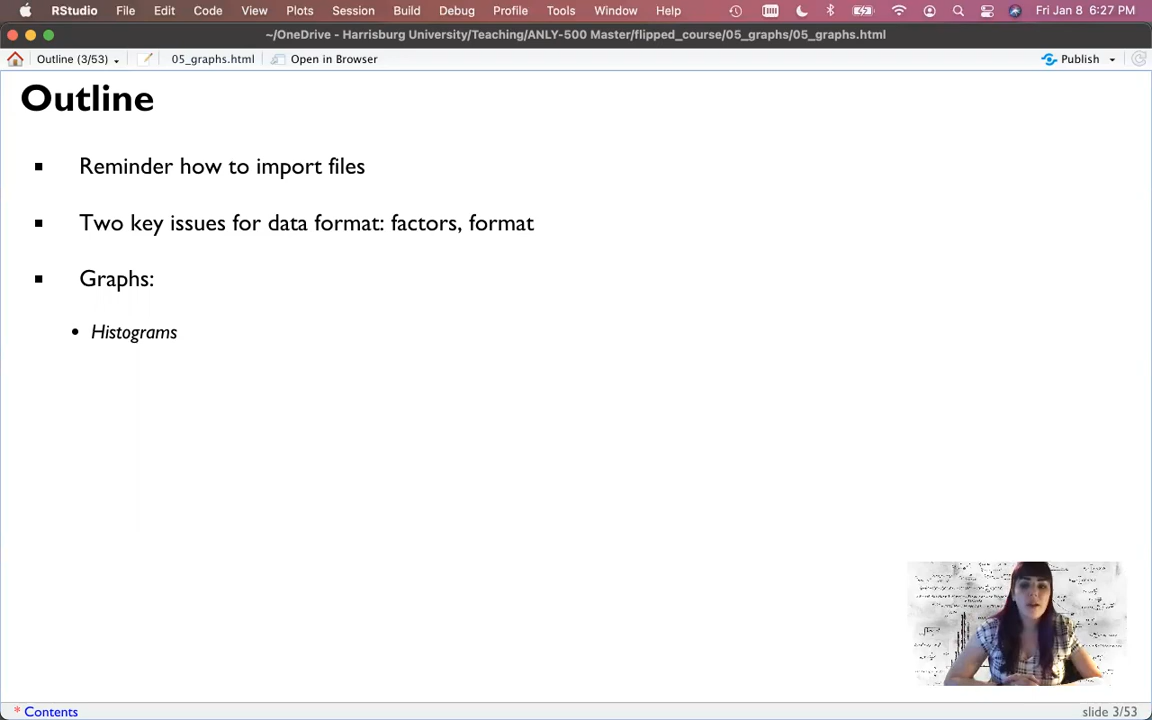 RStudio File Edit Code View Plots Session Build Debug Profile Tools Window Help Fri Jan 8 6:27 PM
~/OneDrive - Harrisburg University/Teaching/ANLY-500 Master/flipped_course/05_graphs/05_graphs.html
Outline (3/53) 05_graphs.html Open in Browser Publish
Outline
Reminder how to import files
Two key issues for data format: factors, format
Graphs:
Histograms
* Contents slide 3/53